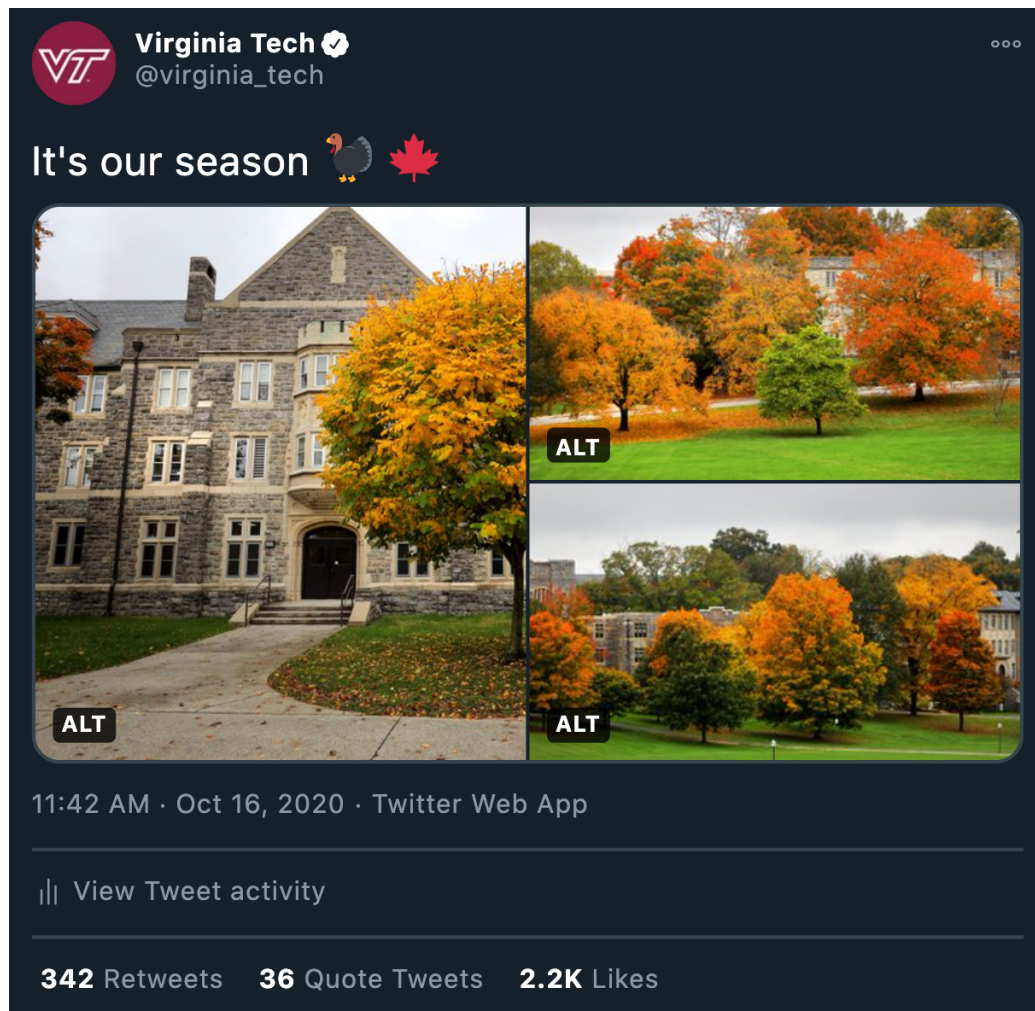 VT
Virginia Tech
@virginia_tech
It's our season 🦃 🍁
ALT
ALT
ALT
11:42 AM · Oct 16, 2020 · Twitter Web App
View Tweet activity
342 Retweets 36 Quote Tweets 2.2K Likes